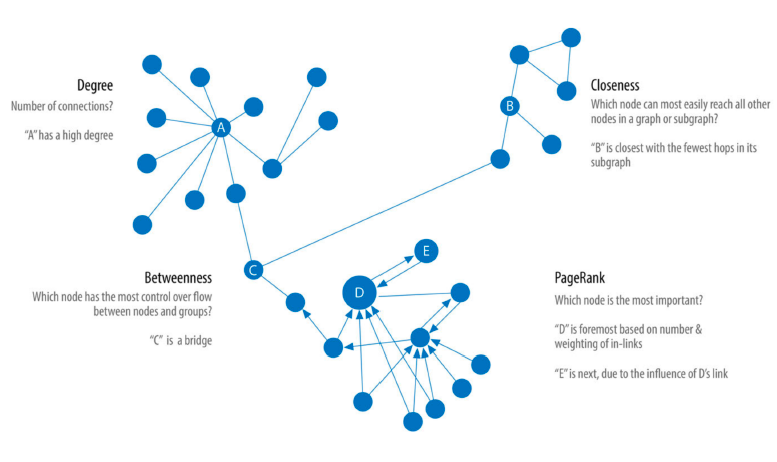 Degree
Number of connections?
“A” has a high degree
A
B
Closeness
Which node can most easily reach all other
nodes in a graph or subgraph?
“B” is closest with the fewest hops in its
subgraph
C
E
D
Betweenness
Which node has the most control over flow
between nodes and groups?
“C” is a bridge
PageRank
Which node is the most important?
“D” is foremost based on number &
weighting of in-links
“E” is next, due to the influence of D’s link